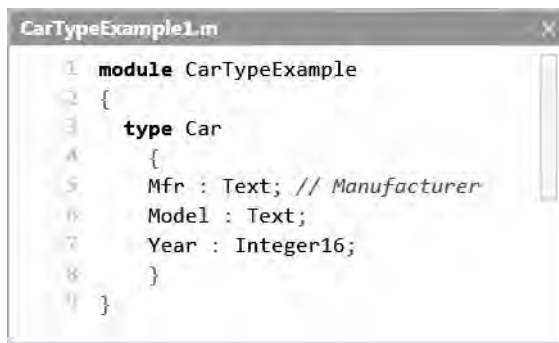 CarTypeExample1.m
1 module CarTypeExample
2 {
3 type Car
4 {
5 Mfr : Text; // Manufacturer
6 Model : Text;
7 Year : Integer16;
8 }
9 }